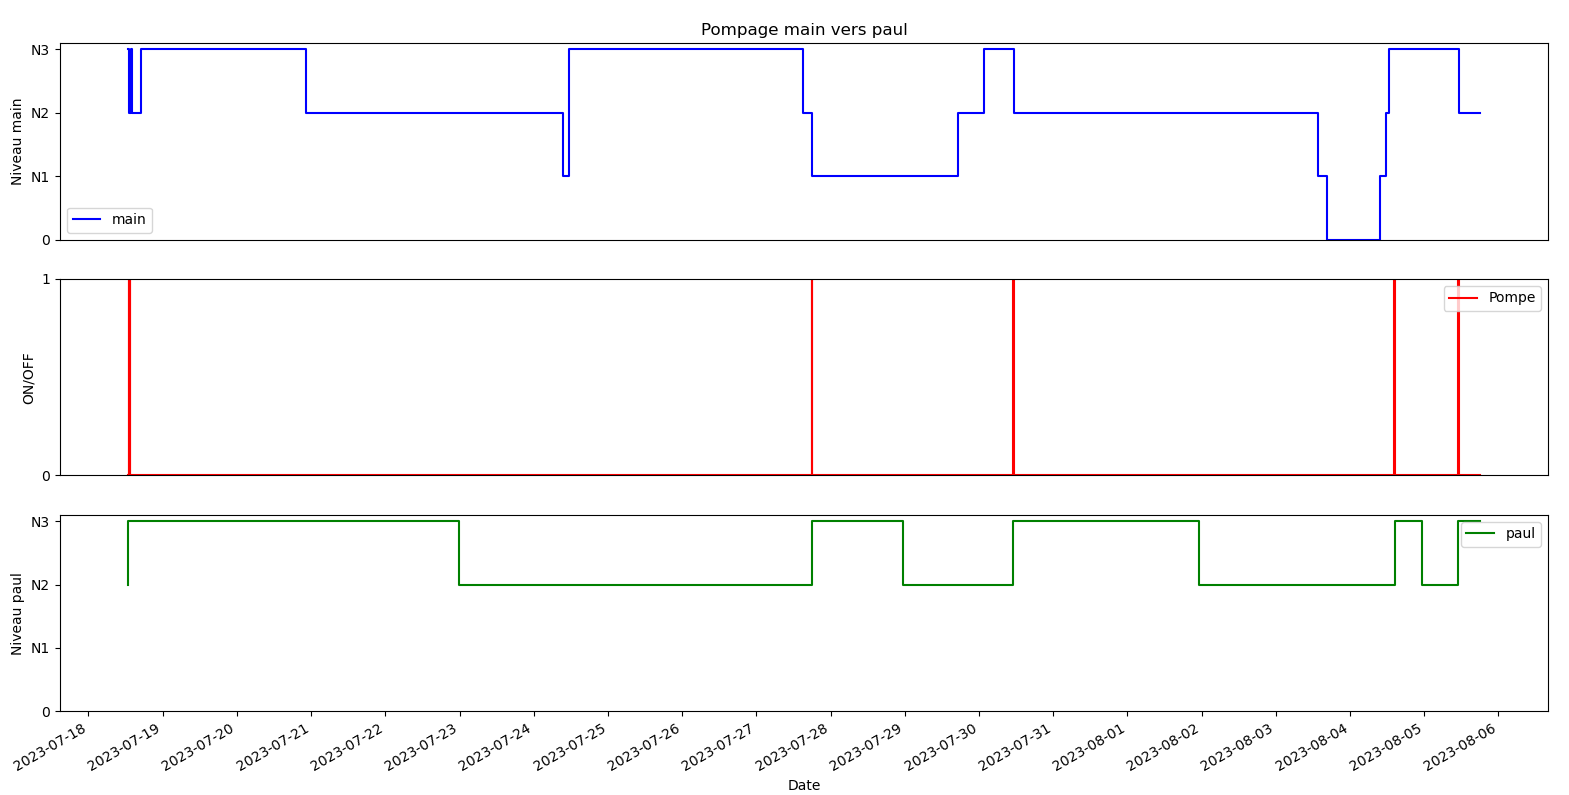 Pompage main vers paul
N3
N2
N1
0
Niveau main
main
1
0
ON/OFF
Pompe
N3
N2
N1
0
Niveau paul
paul
2023-07-18
2023-07-19
2023-07-20
2023-07-21
2023-07-22
2023-07-23
2023-07-24
2023-07-25
2023-07-26
2023-07-27
2023-07-28
2023-07-29
2023-07-30
2023-07-31
2023-08-01
2023-08-02
2023-08-03
2023-08-04
2023-08-05
2023-08-06
Date